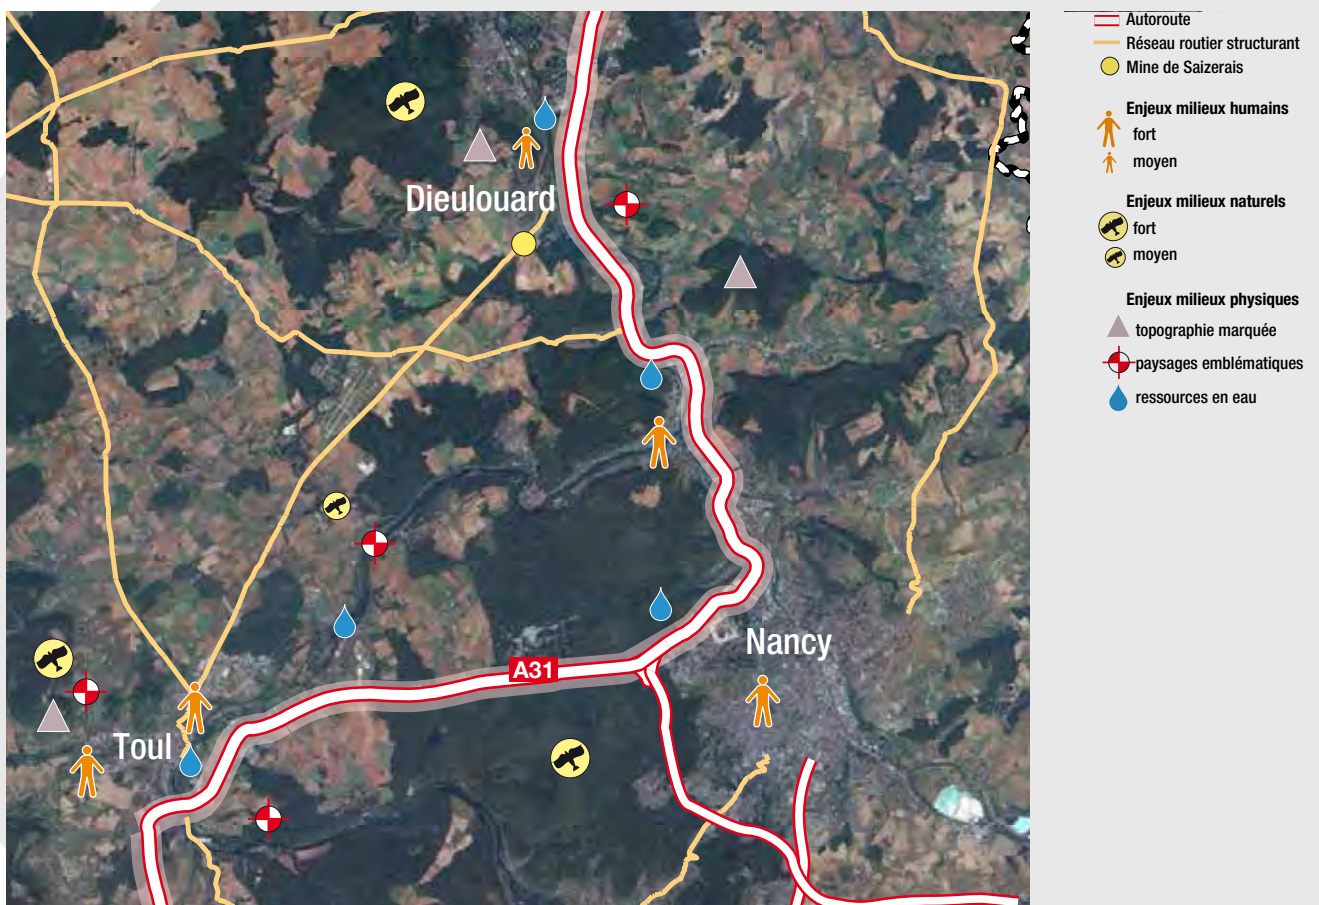 Dieulouard
A31
Nancy
Toul
Autoroute
Réseau routier structurant
Mine de Saizerais
Enjeux milieux humains
fort
moyen
Enjeux milieux naturels
fort
moyen
Enjeux milieux physiques
topographie marquée
paysages emblématiques
ressources en eau